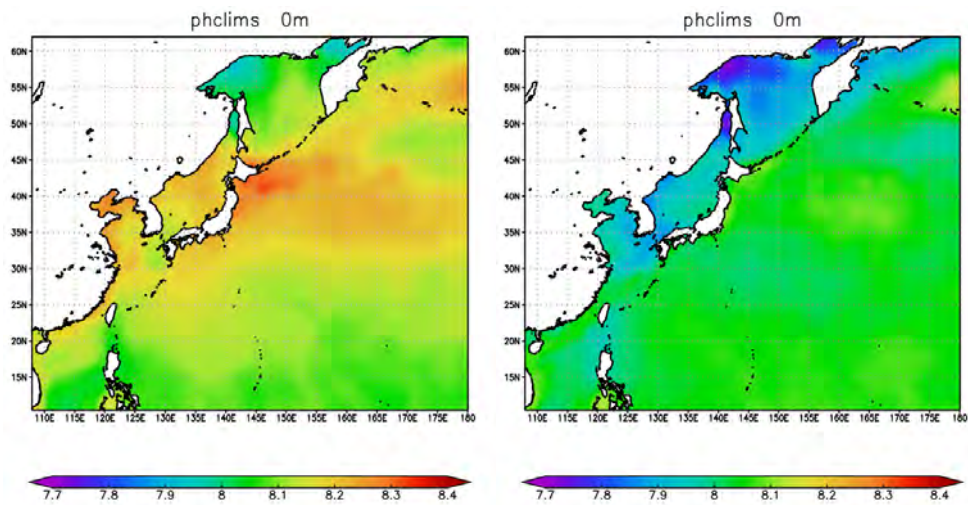 phclims 0m
60N
55N
50N
45N
40N
35N
30N
25N
20N
15N
110E 115E 120E 125E 130E 135E 140E 145E 150E 155E 160E 165E 170E 175E 180
7.7 7.8 7.9 8 8.1 8.2 8.3 8.4
phclims 0m
60N
55N
50N
45N
40N
35N
30N
25N
20N
15N
110E 115E 120E 125E 130E 135E 140E 145E 150E 155E 160E 165E 170E 175E 180
7.7 7.8 7.9 8 8.1 8.2 8.3 8.4